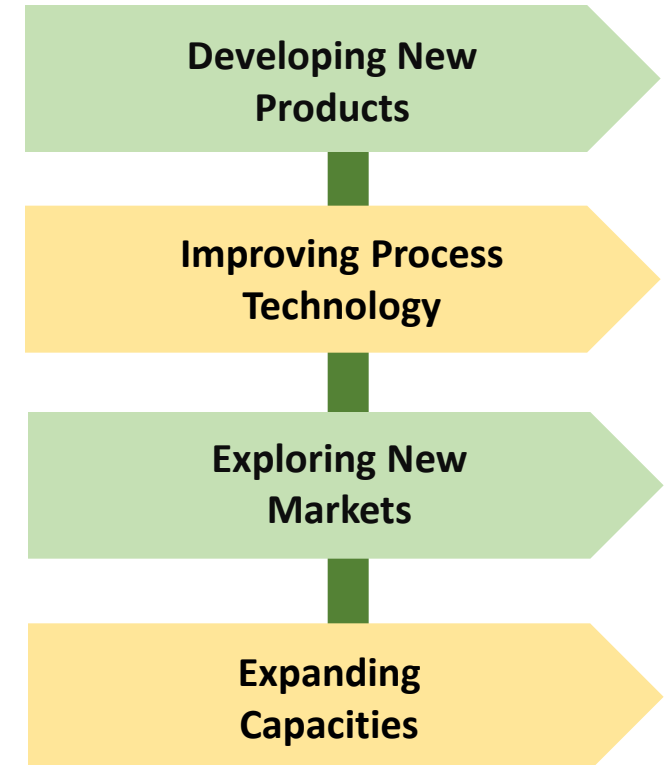 Developing New
Products
Improving Process
Technology
Exploring New
Markets
Expanding
Capacities